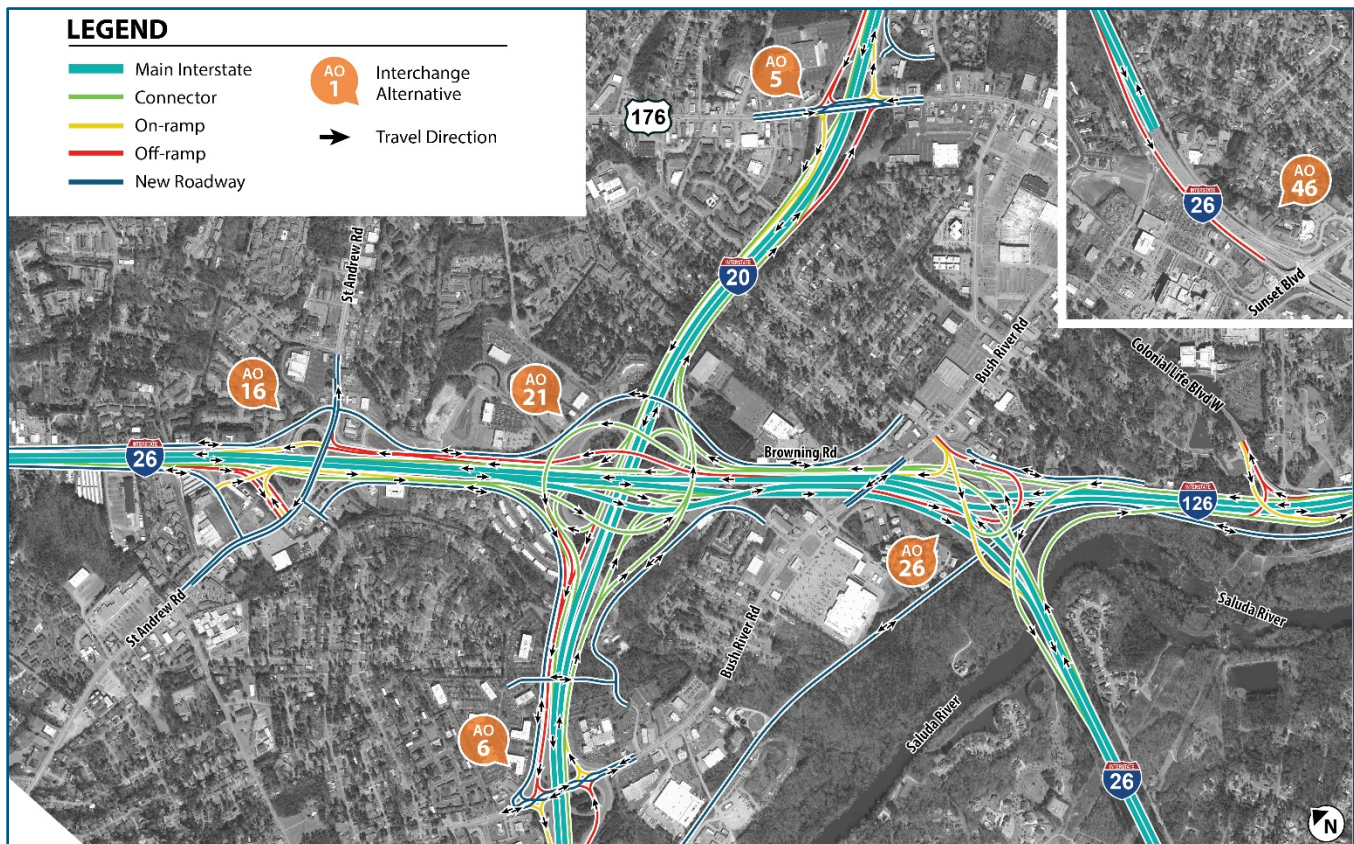 LEGEND
Main Interstate
Connector
On-ramp
Off-ramp
New Roadway
AO
1
Interchange
Alternative
Travel Direction
AO
5
176
INTERSTATE
20
INTERSTATE
26
AO
46
Sunset Blvd
St Andrew Rd
AO
16
AO
21
Bush River Rd
Colonial Life Blvd W
INTERSTATE
26
Browning Rd
INTERSTATE
126
AO
26
St Andrew Rd
Bush River Rd
Saluda River
Saluda River
AO
6
INTERSTATE
26
N